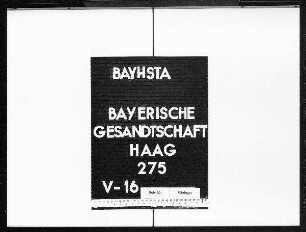 BAYHSTA
BAYERISCHE
GESANDTSCHAFT
HAAG
275
V-16